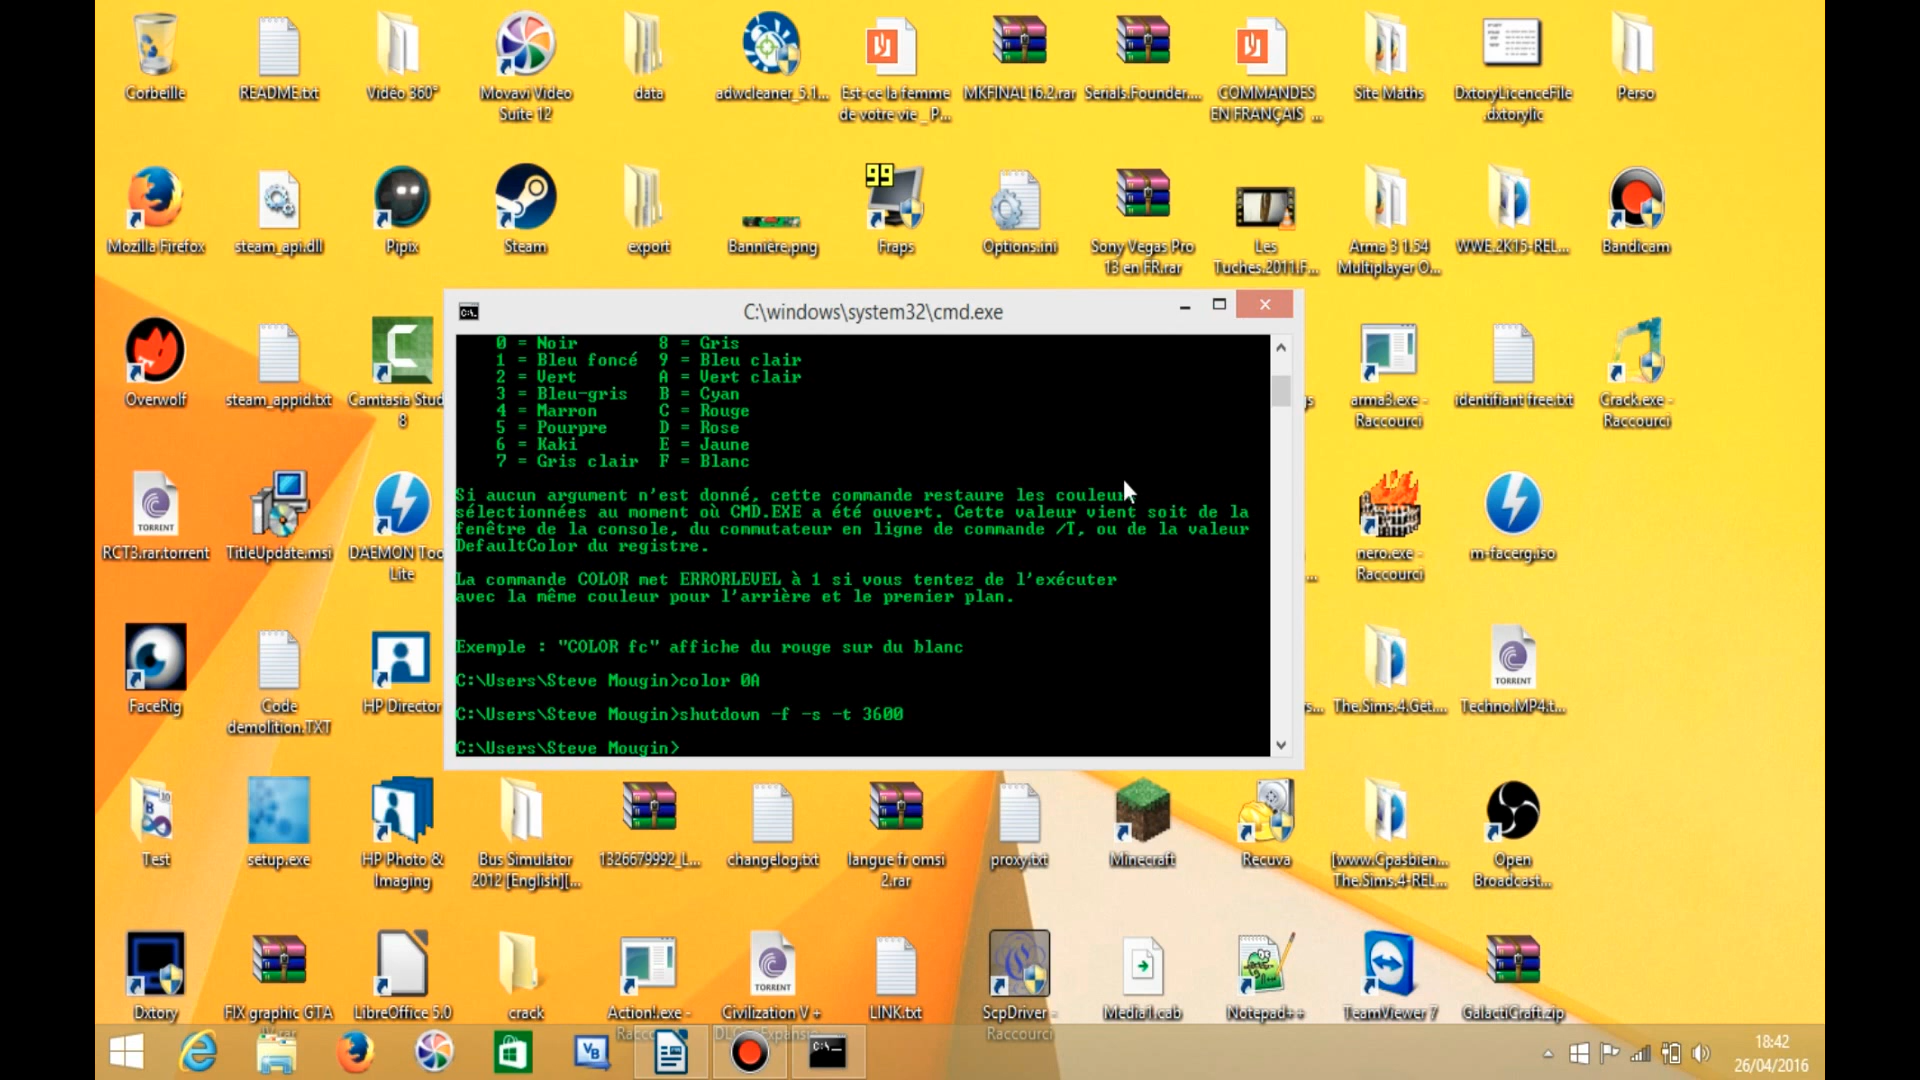 Corbeille
README.txt
Vidéo 360°
Movavi Video
Suite 12
data
adwcleaner_5.1...
Est-ce la femme
de votre vie _ P...
MKFINAL16.2.rar
Serials.Founder....
COMMANDES
EN FRANÇAIS ...
Site Maths
DxtoryLicenceFile
.dxtorylic
Perso
Mozilla Firefox
steam_api.dll
Pipix
Steam
export
Bannière.png
99
Fraps
Options.ini
Sony Vegas Pro
13 en FR.rar
Les
Tuches.2011.F...
Arma 3 1.34
Multiplayer O...
WWE.2K15-REL...
Bandicam
Overwolf
steam_appid.txt
Camtasia Stud
8
arma3.exe -
Raccourci
identifiant free.txt
Crack.exe -
Raccourci
TORRENT
RCT3.rar.torrent
TitleUpdate.msi
DAEMON Too
Lite
nero.exe -
Raccourci
m-facerg.iso
FaceRig
Code
demolition.TXT
HP Director
The.Sims.4.Get....
TORRENT
Techno.MP4.t...
C:\windows\system32\cmd.exe
0 = Noir 8 = Gris
1 = Bleu foncé 9 = Bleu clair
2 = Vert A = Vert clair
3 = Bleu-gris B = Cyan
4 = Marron C = Rouge
5 = Pourpre D = Rose
6 = Kaki E = Jaune
7 = Gris clair F = Blanc
Si aucun argument n'est donné, cette commande restaure les couleur
sélectionnées au moment où CMD.EXE a été ouvert. Cette valeur vient soit de la
fenêtre de la console, du commutateur en ligne de commande /T, ou de la valeur
DefaultColor du registre.
La commande COLOR met ERRORLEVEL à 1 si vous tentez de l'exécuter
avec la même couleur pour l'arrière et le premier plan.
Exemple : "COLOR fc" affiche du rouge sur du blanc
C:\Users\Steve Mougin>color 0A
C:\Users\Steve Mougin>shutdown -f -s -t 3600
C:\Users\Steve Mougin>
Test
setup.exe
HP Photo &
Imaging
Bus Simulator
2012 [English][...
1326679992_L...
changelog.txt
langue fr omsi
2.rar
proxy.txt
Minecraft
Recuva
[www.Cpasbien...
The.Sims.4-REL...
Open
Broadcast...
Dxtory
FIX graphic GTA
IV.rar
LibreOffice 5.0
crack
Action!.exe -
Raccourci
TORRENT
Civilization V +
DLC + Expansi...
LINK.txt
ScpDriver -
Raccourci
Media1.cab
Notepad++
TeamViewer 7
GalactiCraft.zip
18:42
26/04/2016